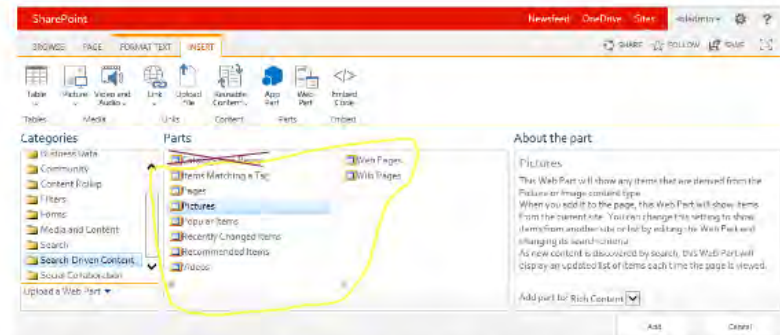 SharePoint
Newsfeed OneDrive Sites
BROWSE PAGE FORMAT TEXT INSERT
SHARE FOLLOW SAVE
Table Picture Video and Audio Link Upload File Reusable Content App Part Web Part Embed Code
Tables Media Links Content Parts Embed
Categories
Business Data
Community
Content Rollup
Filters
Forms
Media and Content
Search
Search-Driven Content
Social Collaboration
Upload a Web Part
Parts
Items Matching a Tag
Pages
Pictures
Popular Items
Recently Changed Items
Recommended Items
Videos
Web Pages
Wiki Pages
About the part
Pictures
This Web Part will show any items that are derived from the
Picture or Image content type.
When you add it to the page, this Web Part will show items
from the current site. You can change this setting to show
items from another site or list by editing the Web Part and
changing its search criteria.
As new content is discovered by search, this Web Part will
display an updated list of items each time the page is viewed.
Add part to: Rich Content
Add Cancel